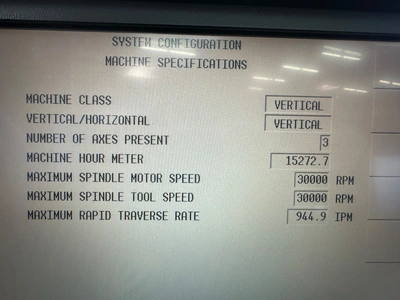 SYSTEM CONFIGURATION
MACHINE SPECIFICATIONS
MACHINE CLASS VERTICAL
VERTICAL/HORIZONTAL VERTICAL
NUMBER OF AXES PRESENT 3
MACHINE HOUR METER 15272.7
MAXIMUM SPINDLE MOTOR SPEED 30000 RPM
MAXIMUM SPINDLE TOOL SPEED 30000 RPM
MAXIMUM RAPID TRAVERSE RATE 944.9 IPM